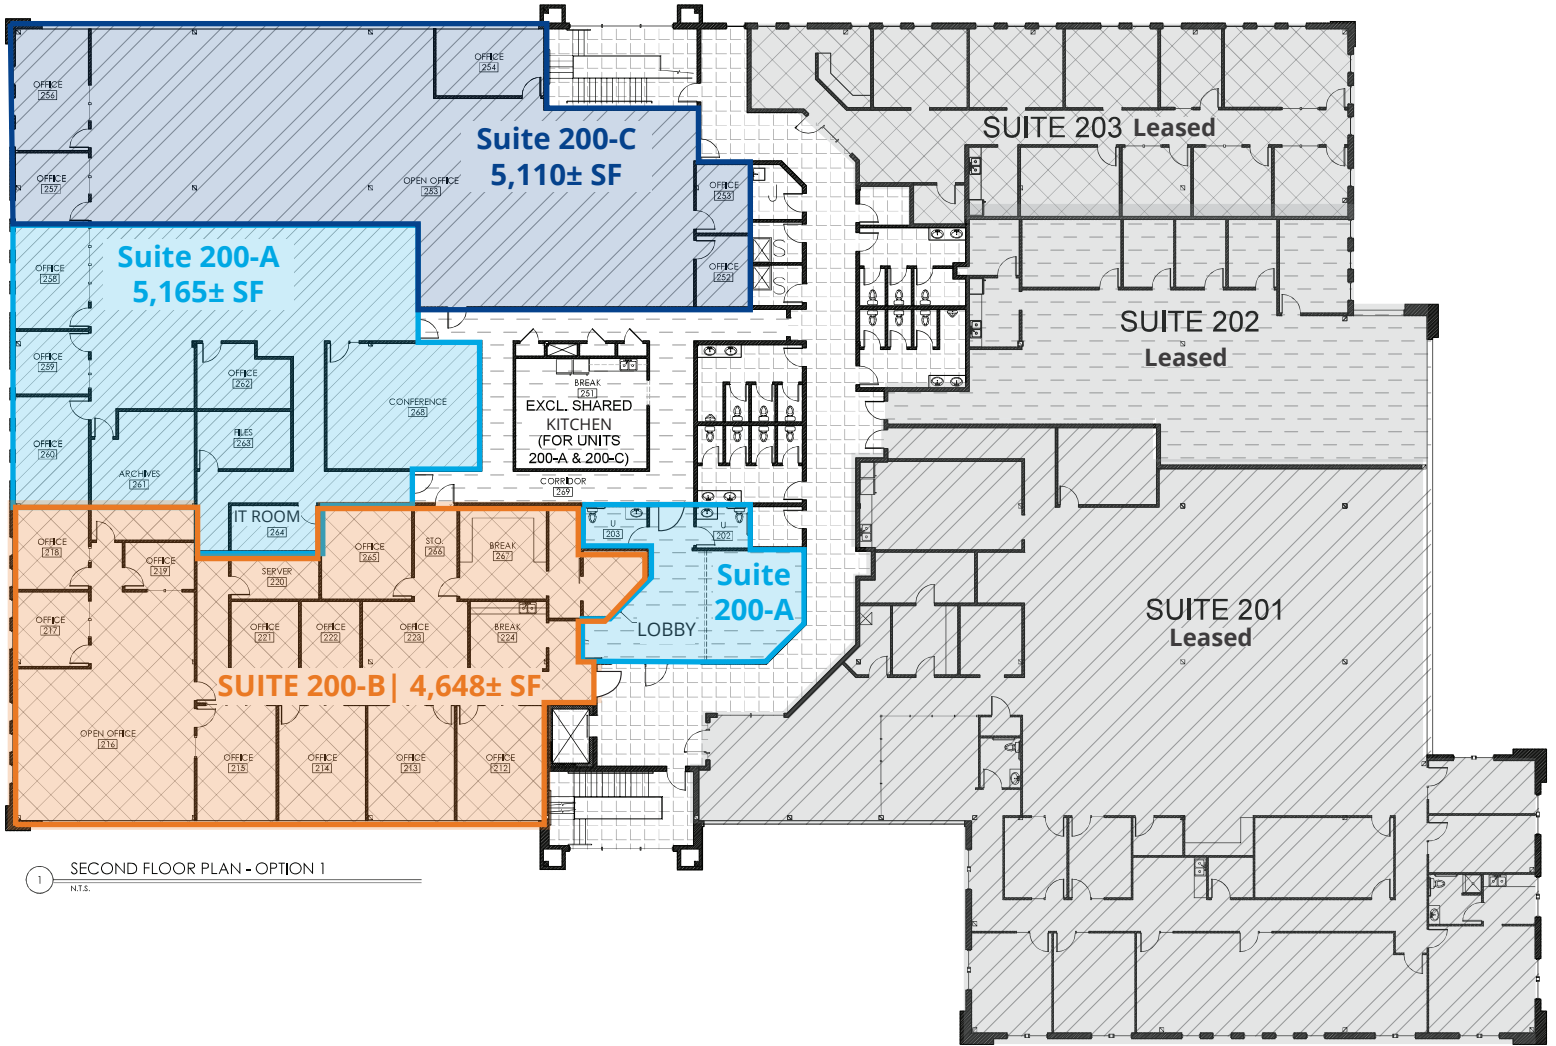 OFFICE
254
OFFICE
256
Suite 200-C
5,110± SF
SUITE 203 Leased
OFFICE
257
OPEN OFFICE
253
OFFICE
253
OFFICE
252
S
S
Suite 200-A
5,165± SF
OFFICE
258
SUITE 202
Leased
OFFICE
259
OFFICE
262
BREAK
251
EXCL. SHARED
KITCHEN
(FOR UNITS
200-A & 200-C)
CONFERENCE
268
OFFICE
260
FILES
263
ARCHIVES
261
CORRIDOR
269
IT ROOM
264
U
203
U
202
OFFICE
218
OFFICE
219
OFFICE
265
STO.
266
BREAK
267
SERVER
220
Suite
200-A
OFFICE
217
OFFICE
221
OFFICE
222
OFFICE
223
BREAK
224
LOBBY
SUITE 201
Leased
SUITE 200-B| 4,648± SF
OPEN OFFICE
216
OFFICE
215
OFFICE
214
OFFICE
213
OFFICE
212
1
SECOND FLOOR PLAN - OPTION 1
N.T.S.